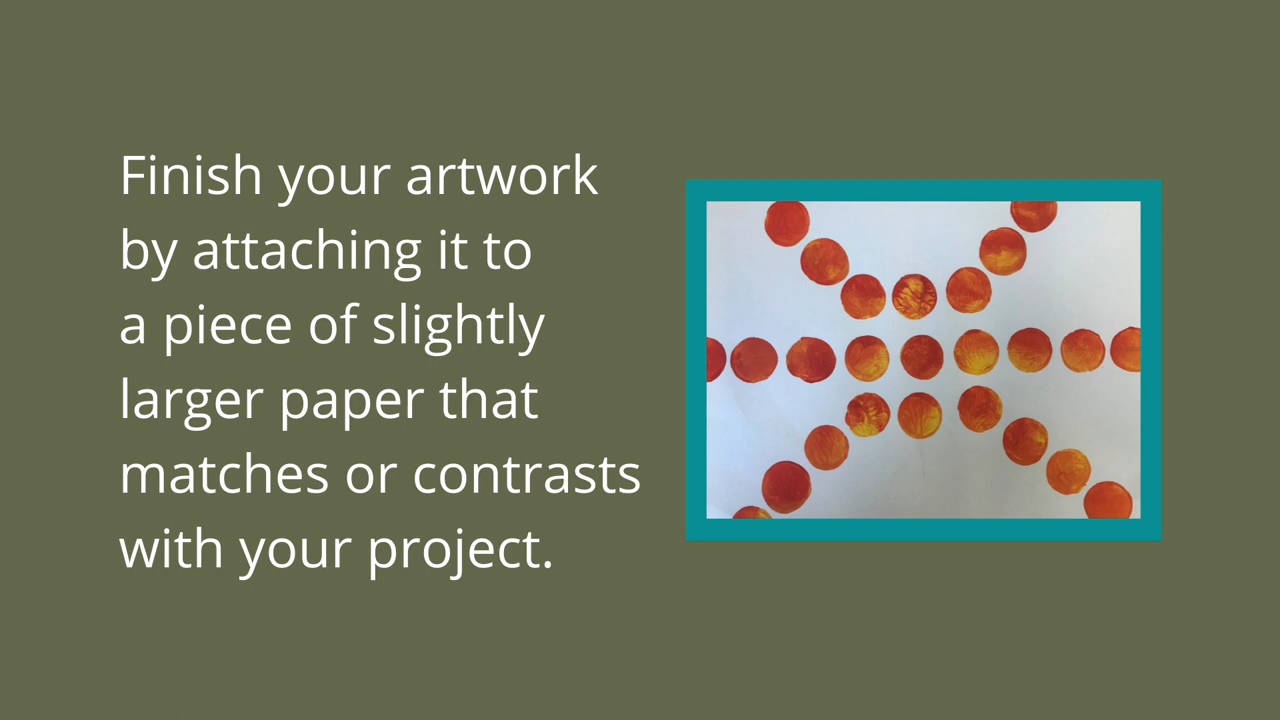 Finish your artwork
by attaching it to
a piece of slightly
larger paper that
matches or contrasts
with your project.